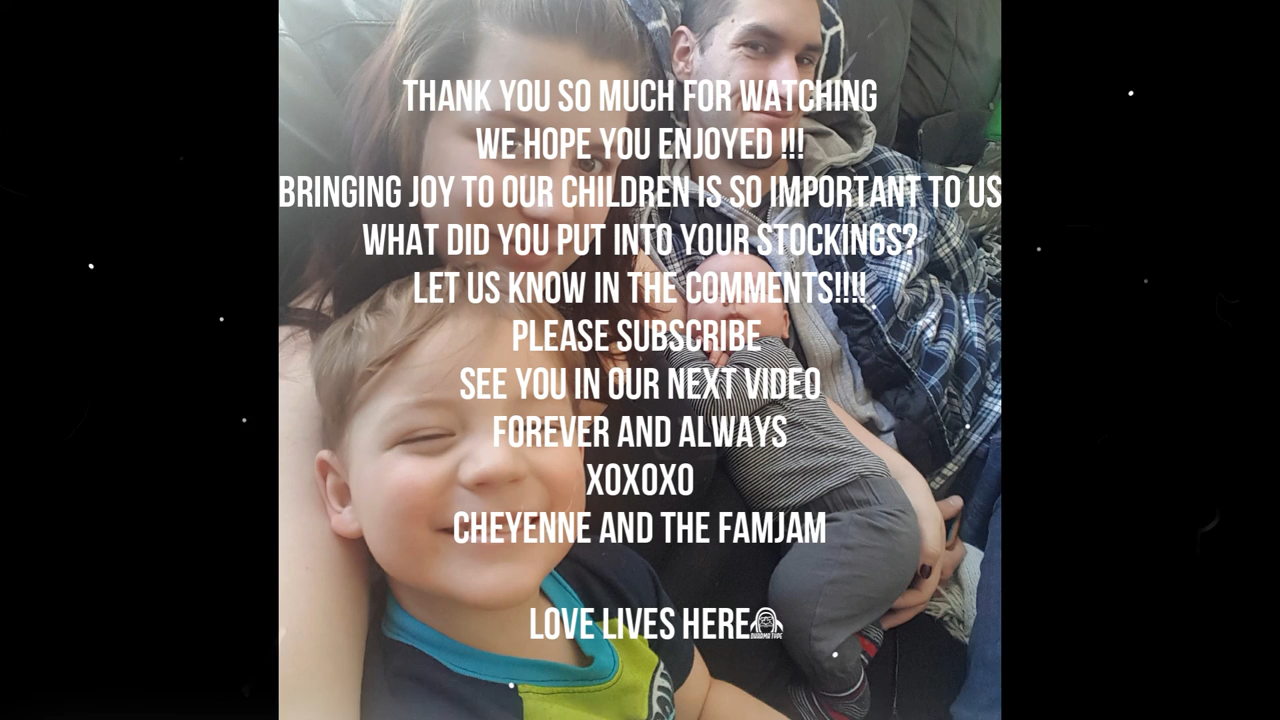 THANK YOU SO MUCH FOR WATCHING
WE HOPE YOU ENJOYED !!!
BRINGING JOY TO OUR CHILDREN IS SO IMPORTANT TO US
WHAT DID YOU PUT INTO YOUR STOCKINGS?
LET US KNOW IN THE COMMENTS!!!!
PLEASE SUBSCRIBE
SEE YOU IN OUR NEXT VIDEO
FOREVER AND ALWAYS
XOXOXO
CHEYENNE AND THE FAMJAM
LOVE LIVES HERE